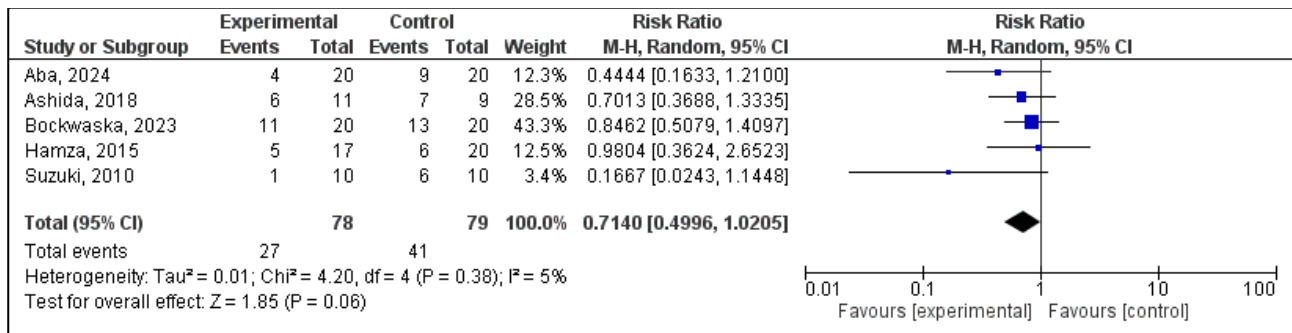 Experimental Control Risk Ratio Risk Ratio
Study or Subgroup Events Total Events Total Weight M-H, Random, 95% CI M-H, Random, 95% CI
Aba, 2024 4 20 9 20 12.3% 0.4444 [0.1633, 1.2100]
Ashida, 2018 6 11 7 9 28.5% 0.7013 [0.3688, 1.3335]
Bockwaska, 2023 11 20 13 20 43.3% 0.8462 [0.5079, 1.4097]
Hamza, 2015 5 17 6 20 12.5% 0.9804 [0.3624, 2.6523]
Suzuki, 2010 1 10 6 10 3.4% 0.1667 [0.0243, 1.1448]
Total (95% CI) 78 79 100.0% 0.7140 [0.4996, 1.0205]
Total events 27 41
Heterogeneity: Tau² = 0.01; Chi² = 4.20, df = 4 (P = 0.38); I² = 5%
Test for overall effect: Z = 1.85 (P = 0.06)
0.01 0.1 1 10 100
Favours [experimental] Favours [control]